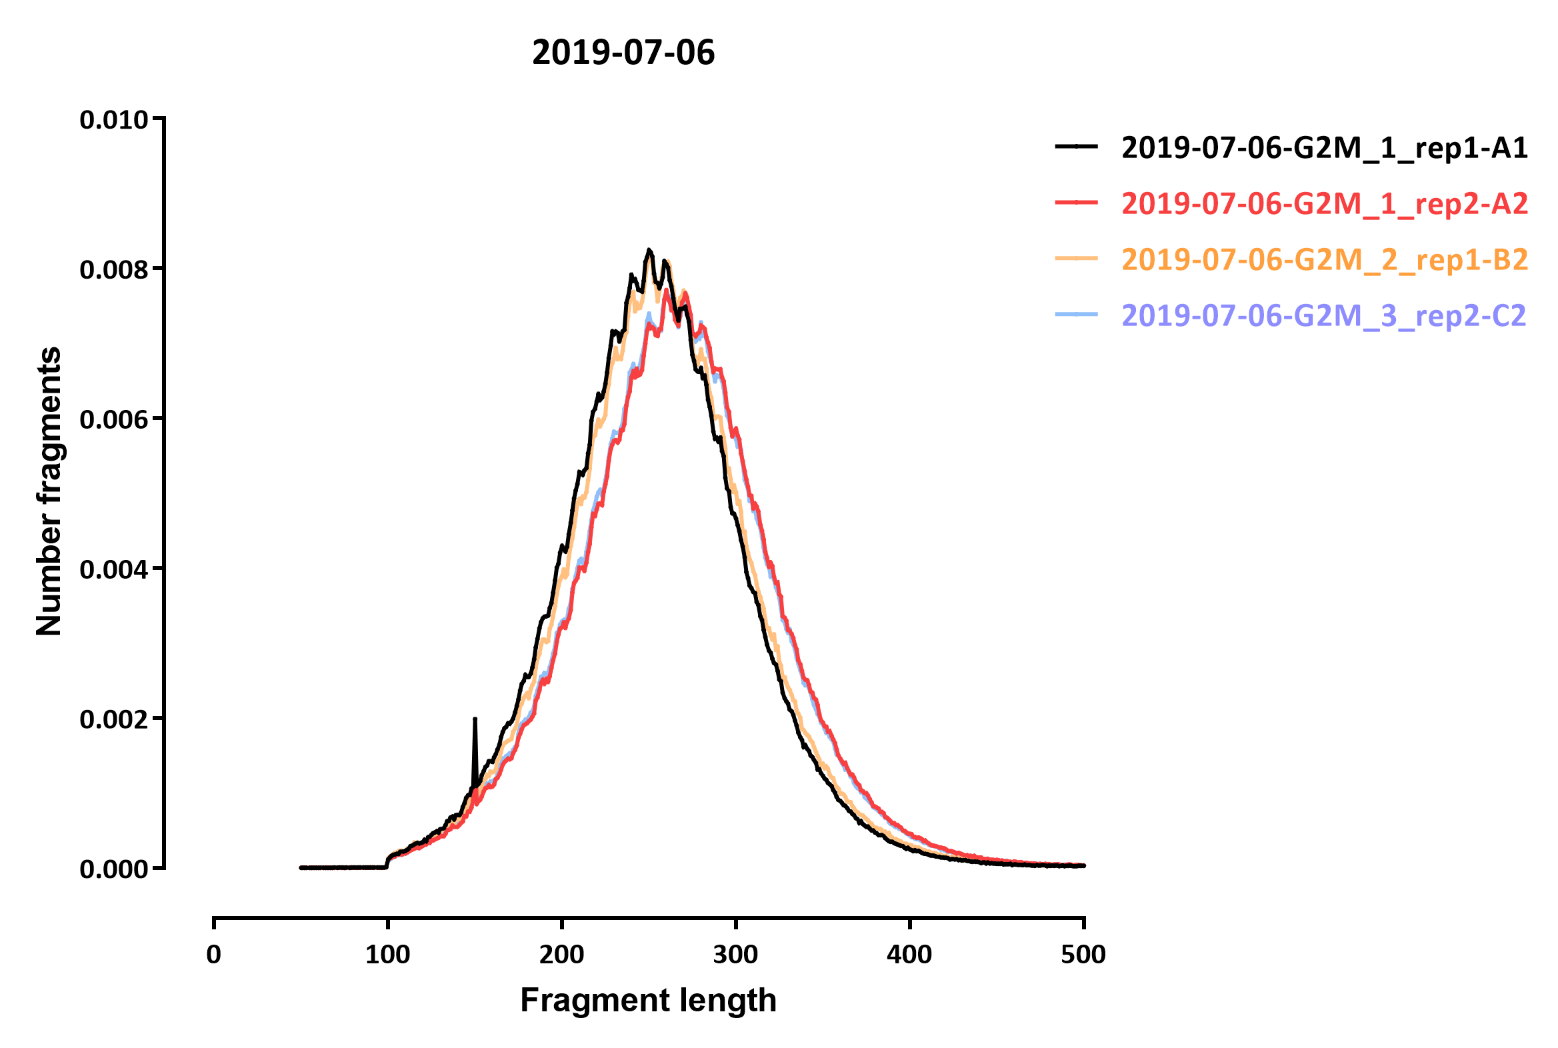 2019-07-06
0.010
0.008
0.006
0.004
0.002
0.000
Number fragments
0
100
200
300
400
500
Fragment length
2019-07-06-G2M_1_rep1-A1
2019-07-06-G2M_1_rep2-A2
2019-07-06-G2M_2_rep1-B2
2019-07-06-G2M_3_rep2-C2